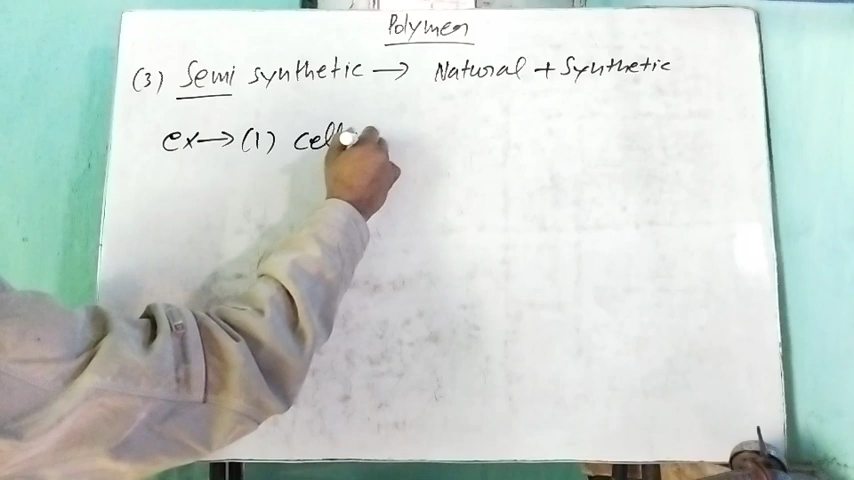 Polymer
(3) Semi synthetic → Natural + Synthetic
ex → (1) cell